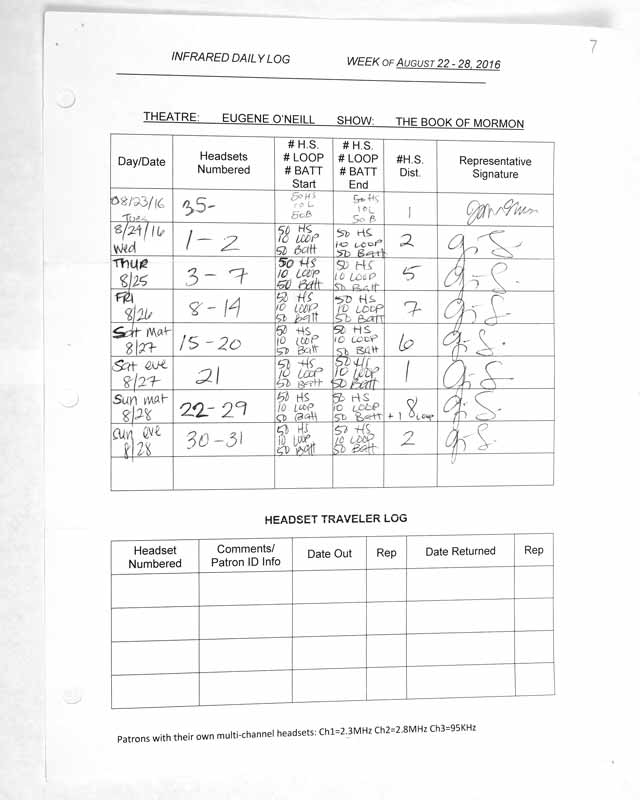 7
INFRARED DAILY LOG WEEK OF AUGUST 22 - 28, 2016
THEATRE: EUGENE O'NEILL SHOW: THE BOOK OF MORMON
Day/Date
Headsets
Numbered
# H.S.
# LOOP
# BATT
Start
# H.S.
# LOOP
# BATT
End
#H.S.
Dist.
Representative
Signature
08/23/16
Tues
35-
50 HS
10 L
50 B
50 HS
10 L
50 B
1
8/24/16
Wed
1-2
50 HS
10 LOOP
50 Batt
50 HS
10 LOOP
50 Batt
2
G. S.
THUR
8/25
3-7
50 HS
10 LOOP
50 Batt
50 HS
10 LOOP
50 Batt
5
G. S.
FRI
8/26
8-14
50 HS
10 LOOP
50 Batt
50 HS
10 LOOP
50 Batt
7
G. S.
Sat mat
8/27
15-20
50 HS
10 LOOP
50 Batt
50 HS
10 LOOP
50 Batt
6
G. S.
Sat eve
8/27
21
50 HS
10 LOOP
50 Batt
50 HS
10 LOOP
50 Batt
1
G. S.
Sun mat
8/28
22-29
50 HS
10 LOOP
50 Batt
50 HS
10 LOOP
50 Batt
8
+ 1 Loop
G. S.
Sun eve
8/28
30-31
50 HS
10 LOOP
50 Batt
50 HS
10 LOOP
50 Batt
2
G. S.
HEADSET TRAVELER LOG
Headset
Numbered
Comments/
Patron ID Info
Date Out
Rep
Date Returned
Rep
Patrons with their own multi-channel headsets: Ch1=2.3MHz Ch2=2.8MHz Ch3=95KHz